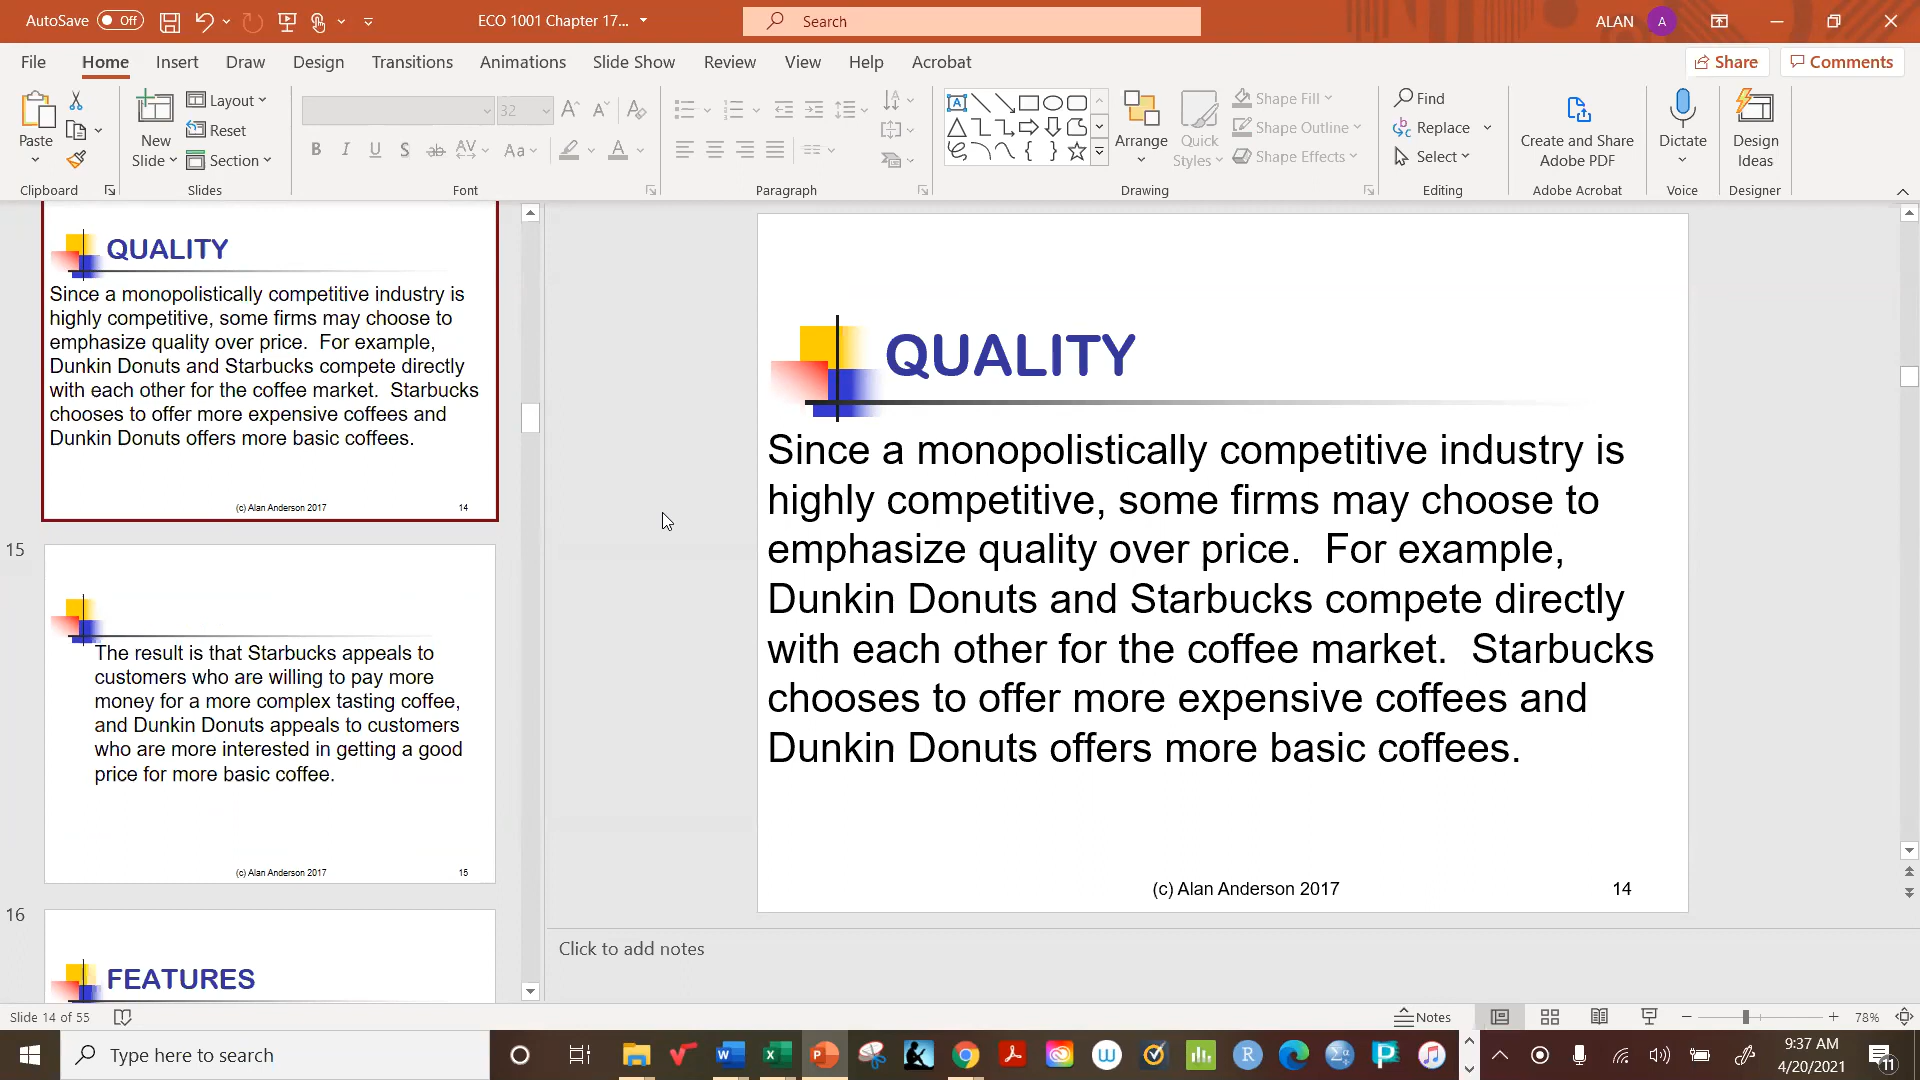 AutoSave Off
ECO 1001 Chapter 17...
Search
ALAN A
File Home Insert Draw Design Transitions Animations Slide Show Review View Help Acrobat
Share Comments
Paste
New Slide
Layout
Reset
Section
32
B I U S ab AV Aa A
Arrange
Quick Styles
Shape Fill
Shape Outline
Shape Effects
Find
Replace
Select
Create and Share Adobe PDF
Dictate
Design Ideas
Clipboard Slides Font Paragraph Drawing Editing Adobe Acrobat Voice Designer
QUALITY
Since a monopolistically competitive industry is
highly competitive, some firms may choose to
emphasize quality over price. For example,
Dunkin Donuts and Starbucks compete directly
with each other for the coffee market. Starbucks
chooses to offer more expensive coffees and
Dunkin Donuts offers more basic coffees.
(c) Alan Anderson 2017 14
15
The result is that Starbucks appeals to
customers who are willing to pay more
money for a more complex tasting coffee,
and Dunkin Donuts appeals to customers
who are more interested in getting a good
price for more basic coffee.
(c) Alan Anderson 2017 15
16
FEATURES
QUALITY
Since a monopolistically competitive industry is
highly competitive, some firms may choose to
emphasize quality over price. For example,
Dunkin Donuts and Starbucks compete directly
with each other for the coffee market. Starbucks
chooses to offer more expensive coffees and
Dunkin Donuts offers more basic coffees.
(c) Alan Anderson 2017 14
Click to add notes
Slide 14 of 55
Notes
78%
Type here to search
9:37 AM
4/20/2021
11